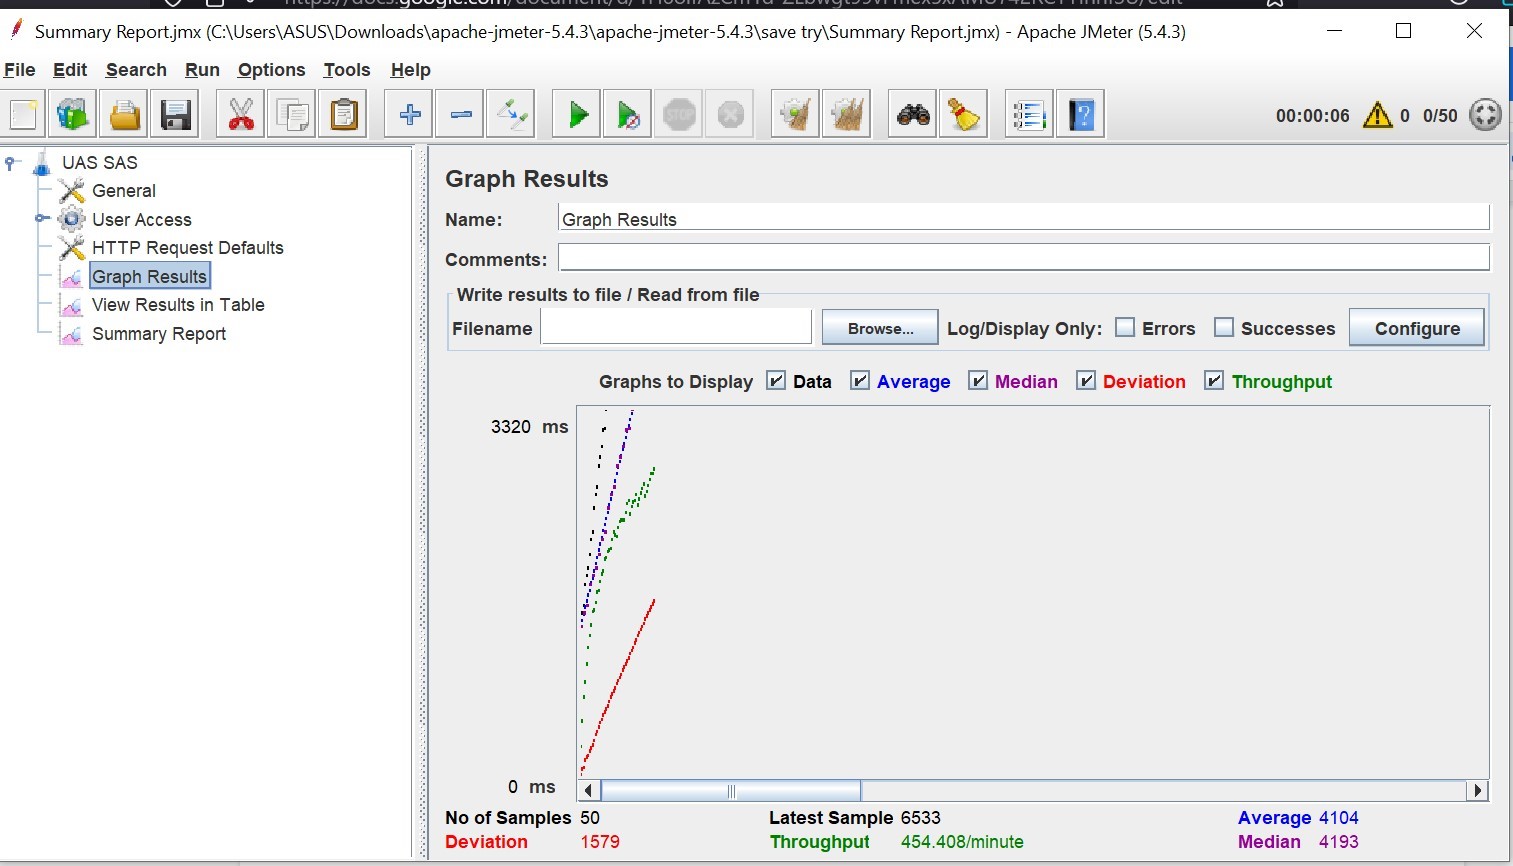 Summary Report.jmx (C:\Users\ASUS\Downloads\apache-jmeter-5.4.3\apache-jmeter-5.4.3\save try\Summary Report.jmx) - Apache JMeter (5.4.3)
File Edit Search Run Options Tools Help
STOP
00:00:06 0 0/50
UAS SAS
General
User Access
HTTP Request Defaults
Graph Results
View Results in Table
Summary Report
Graph Results
Name: Graph Results
Comments:
Write results to file / Read from file
Filename Browse... Log/Display Only: Errors Successes Configure
Graphs to Display Data Average Median Deviation Throughput
3320 ms
0 ms
No of Samples 50 Latest Sample 6533 Average 4104
Deviation 1579 Throughput 454.408/minute Median 4193